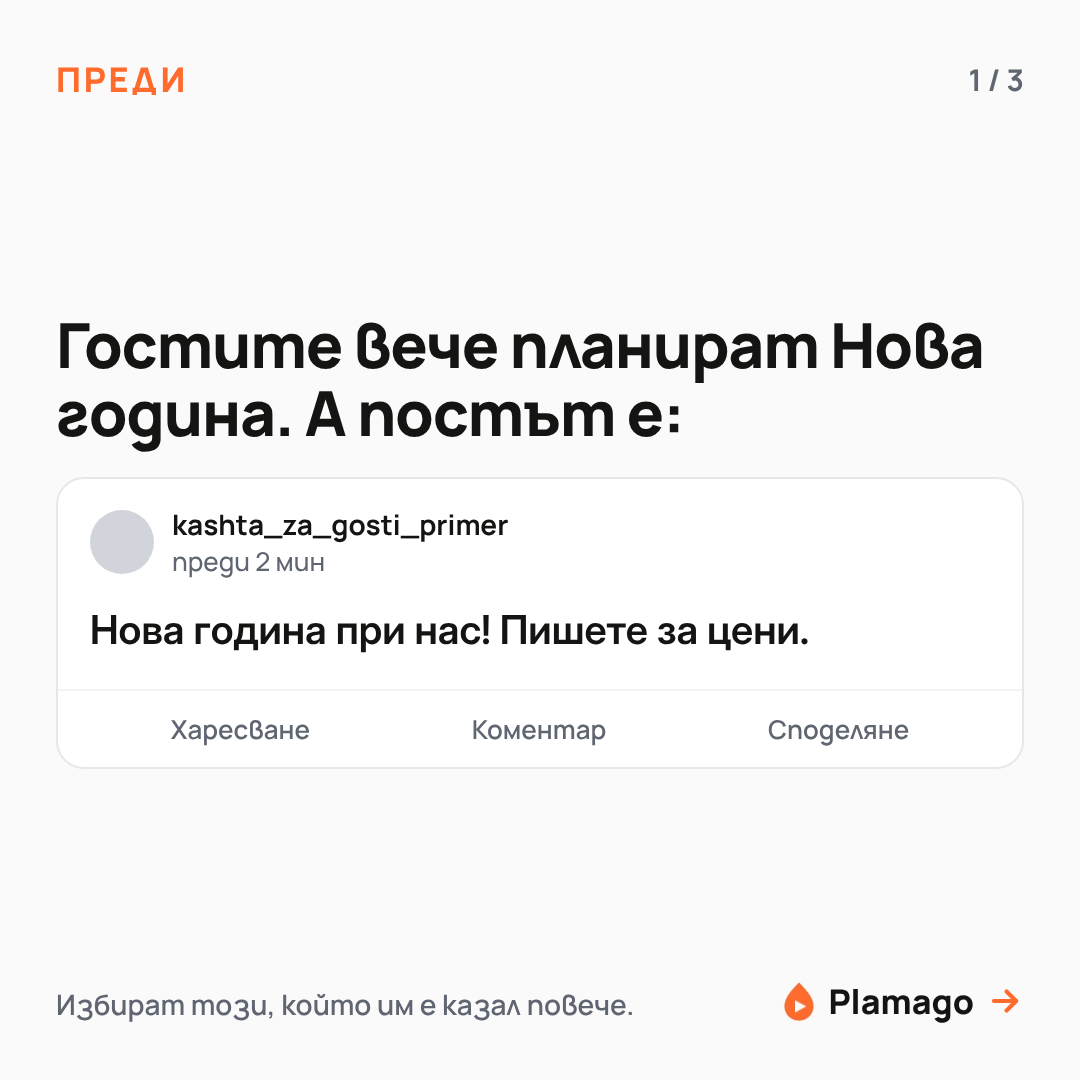 ПРЕДИ
1 / 3
Гостите вече планират Нова
година. А постът е:
kashta_za_gosti_primer
преди 2 мин
Нова година при нас! Пишете за цени.
Харесване
Коментар
Споделяне
Избират този, който им е казал повече.
Plamago